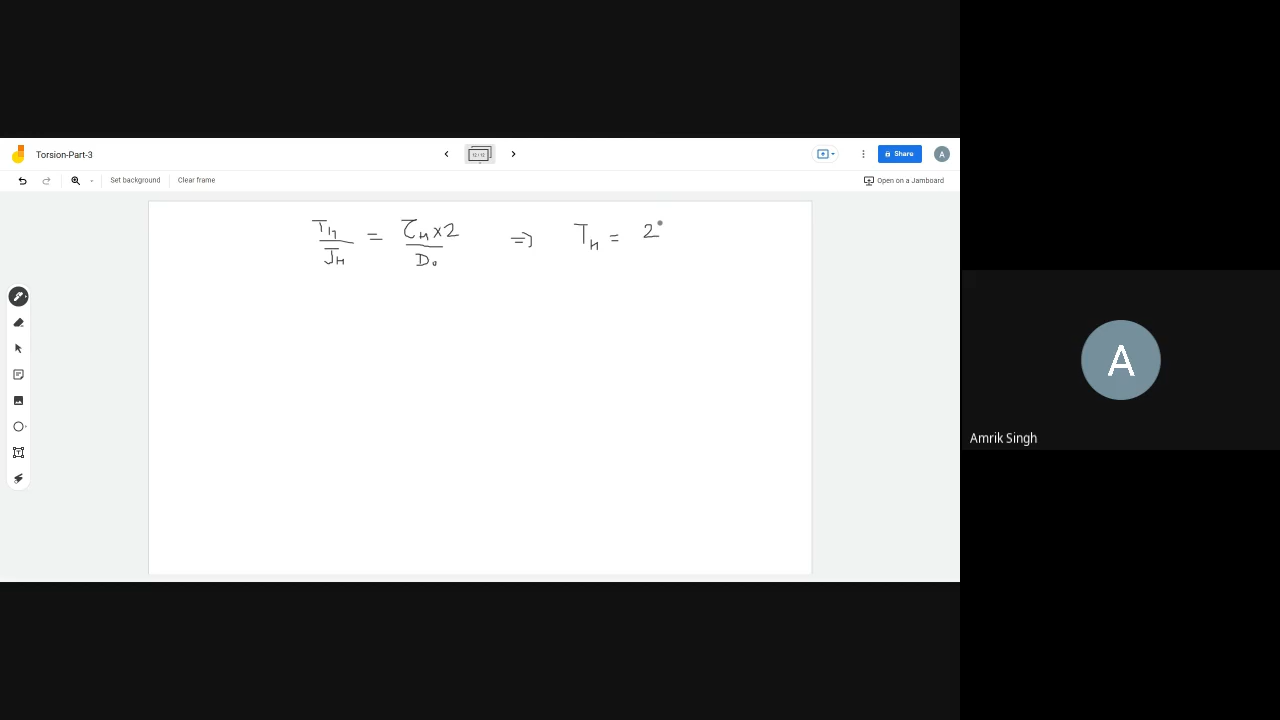 Torsion-Part-3
Share
A
Set background
Clear frame
Open on a Jamboard
T_H / J_H = τ_H × 2 / D_o ⇒ T_H = 2
A
Amrik Singh